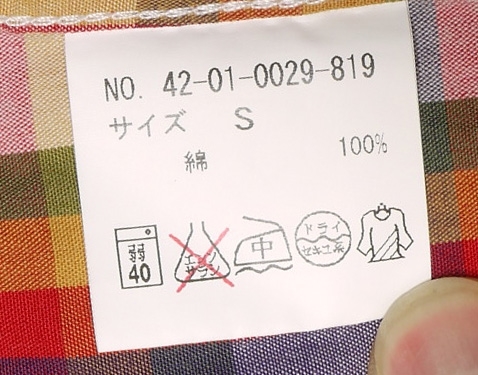 NO. 42-01-0029-819
サイズ S
綿 100%
弱
40
エンソ
サラシ
中
ドライ
セキユ系